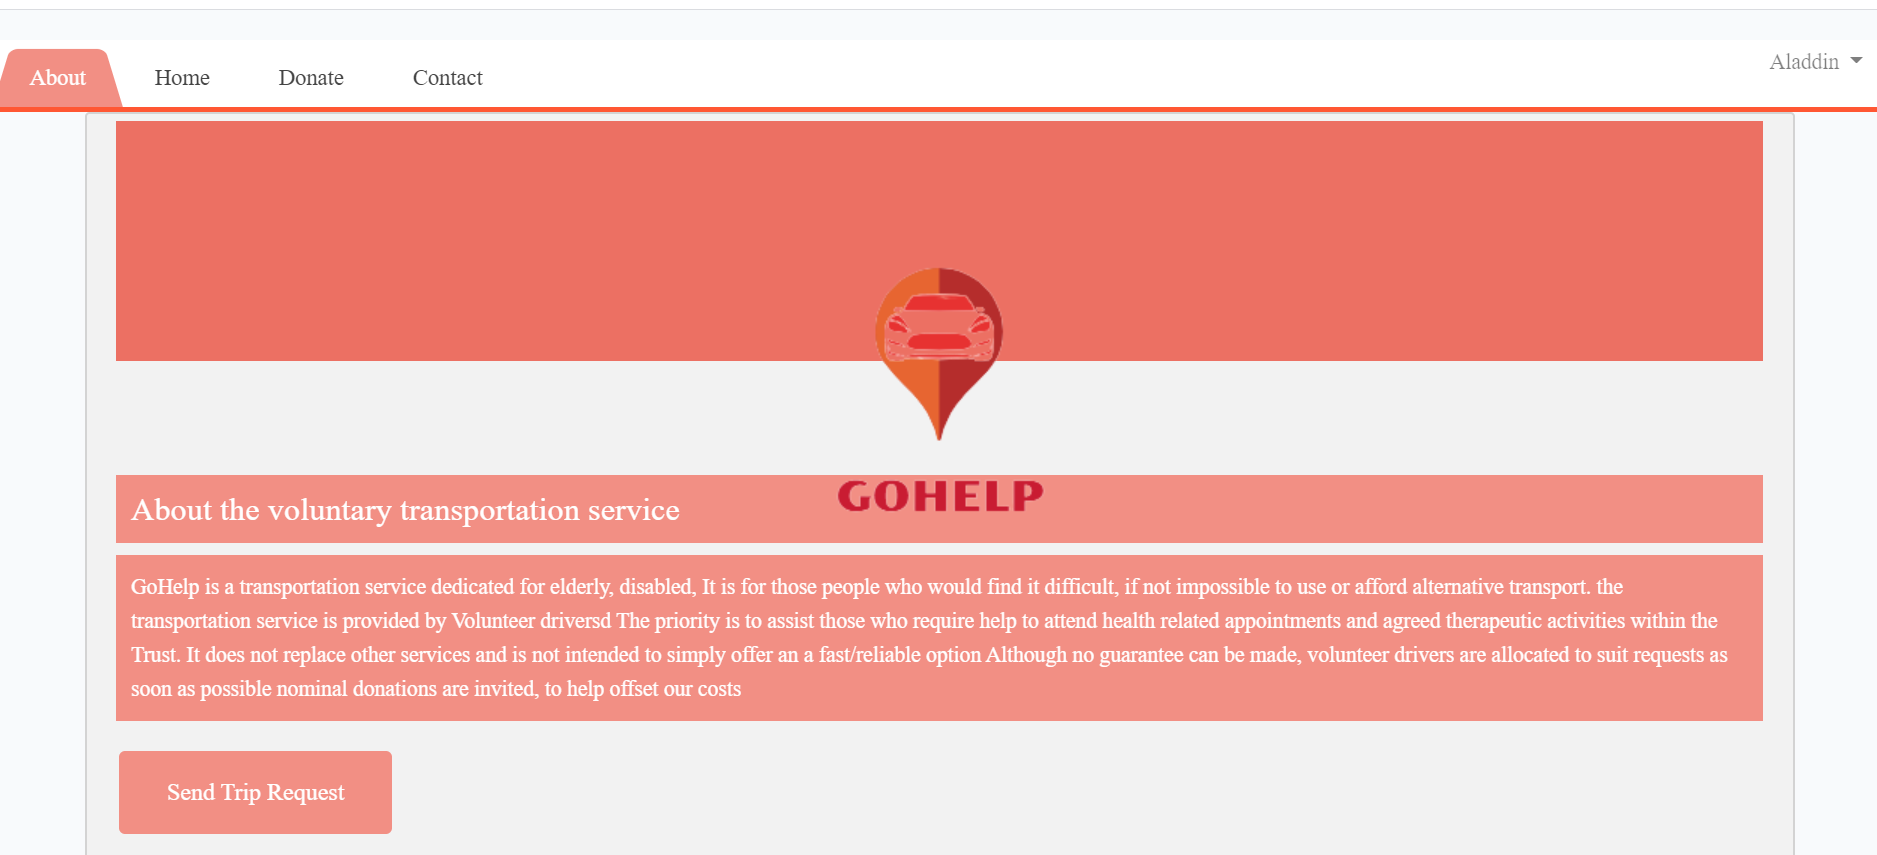 About
Home
Donate
Contact
Aladdin
GOHELP
About the voluntary transportation service
GoHelp is a transportation service dedicated for elderly, disabled, It is for those people who would find it difficult, if not impossible to use or afford alternative transport. the
transportation service is provided by Volunteer driversd The priority is to assist those who require help to attend health related appointments and agreed therapeutic activities within the
Trust. It does not replace other services and is not intended to simply offer an a fast/reliable option Although no guarantee can be made, volunteer drivers are allocated to suit requests as
soon as possible nominal donations are invited, to help offset our costs
Send Trip Request